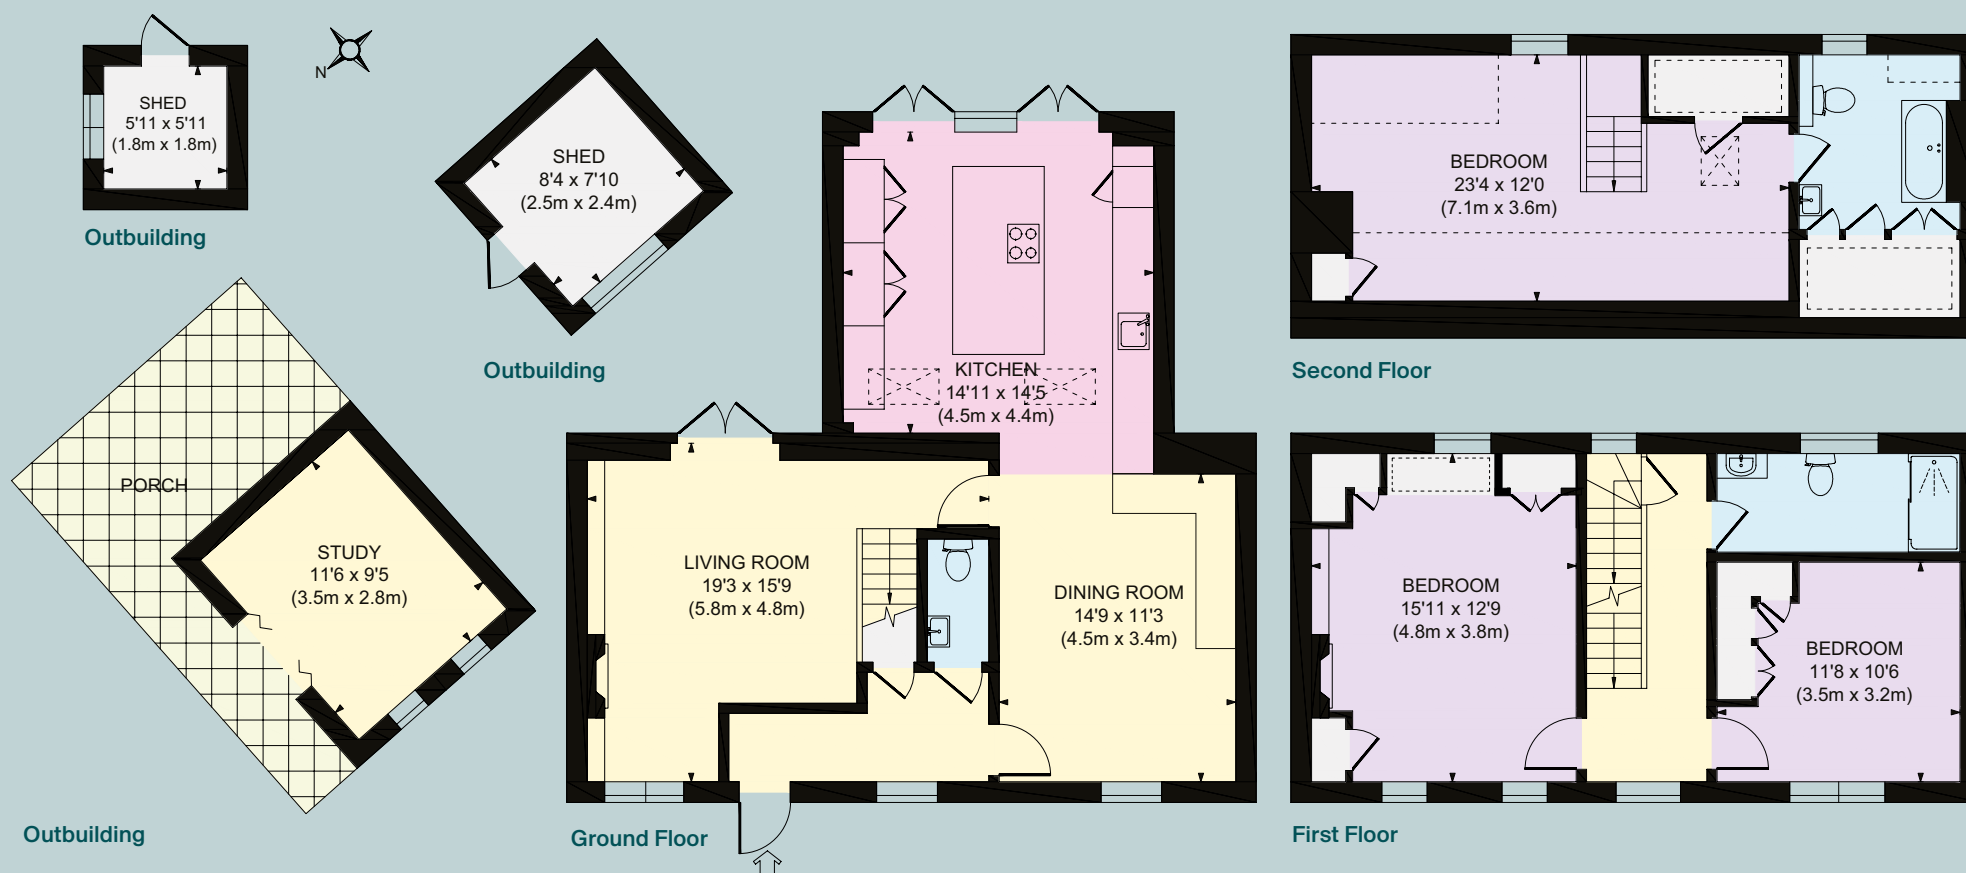 SHED
5'11 x 5'11
(1.8m x 1.8m)
Outbuilding
N
SHED
8'4 x 7'10
(2.5m x 2.4m)
Outbuilding
PORCH
STUDY
11'6 x 9'5
(3.5m x 2.8m)
Outbuilding
KITCHEN
14'11 x 14'5
(4.5m x 4.4m)
LIVING ROOM
19'3 x 15'9
(5.8m x 4.8m)
DINING ROOM
14'9 x 11'3
(4.5m x 3.4m)
Ground Floor
BEDROOM
23'4 x 12'0
(7.1m x 3.6m)
Second Floor
BEDROOM
15'11 x 12'9
(4.8m x 3.8m)
BEDROOM
11'8 x 10'6
(3.5m x 3.2m)
First Floor